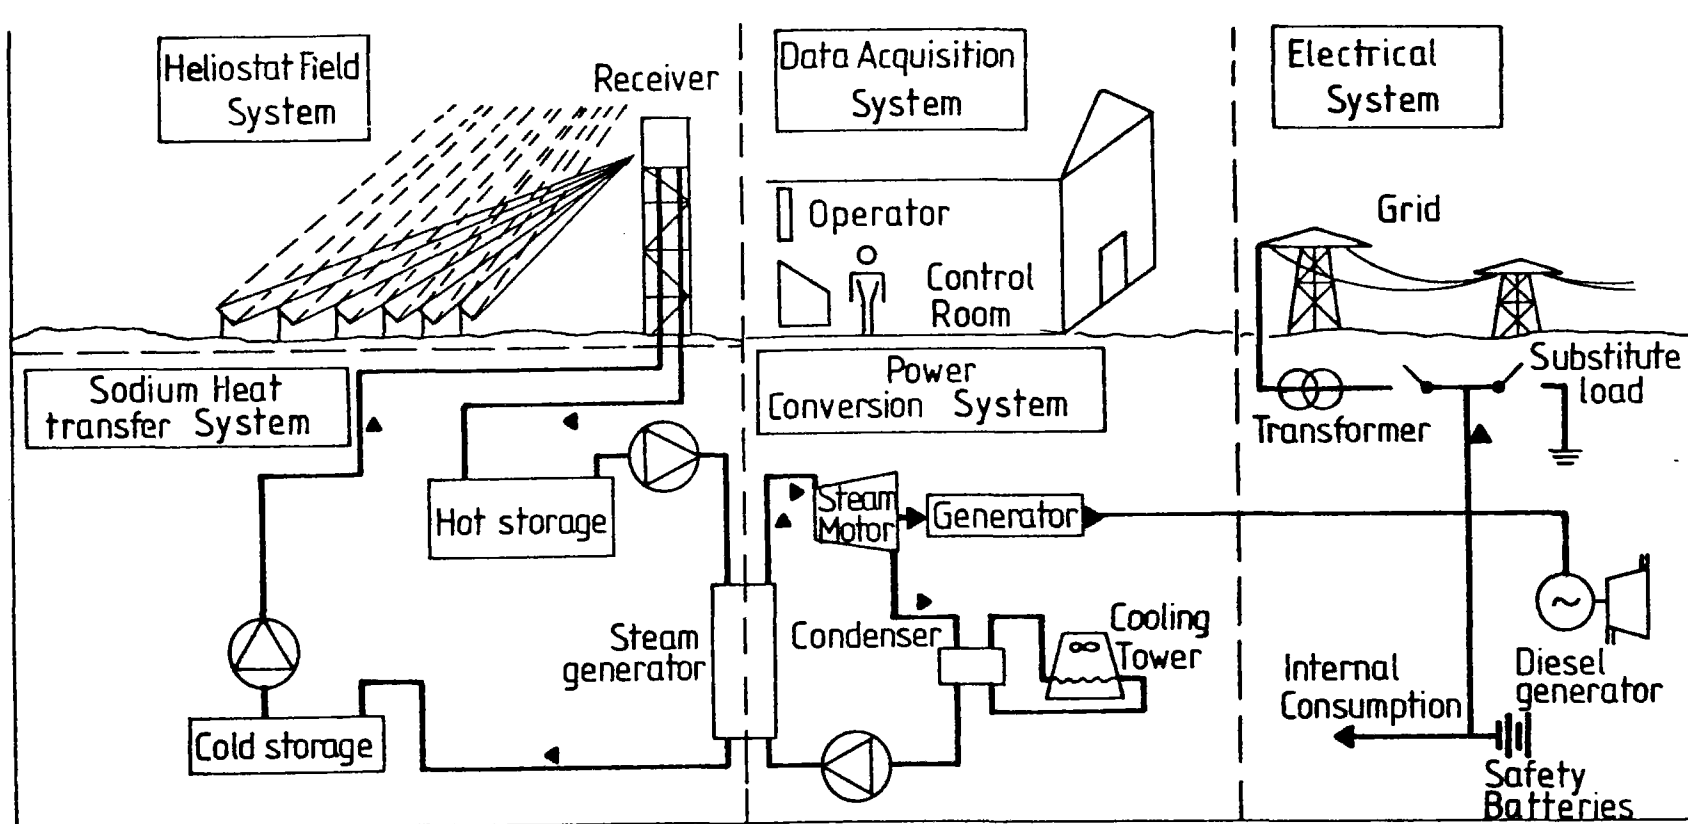 Heliostat Field
System
Receiver
Data Acquisition
System
Electrical
System
Operator
Control
Room
Grid
Sodium Heat
transfer System
Power
Conversion System
Substitute
load
Transformer
Hot storage
Steam
Motor
Generator
Steam
generator
Condenser
Cooling
Tower
~
Internal
Consumption
Diesel
generator
Cold storage
Safety
Batteries